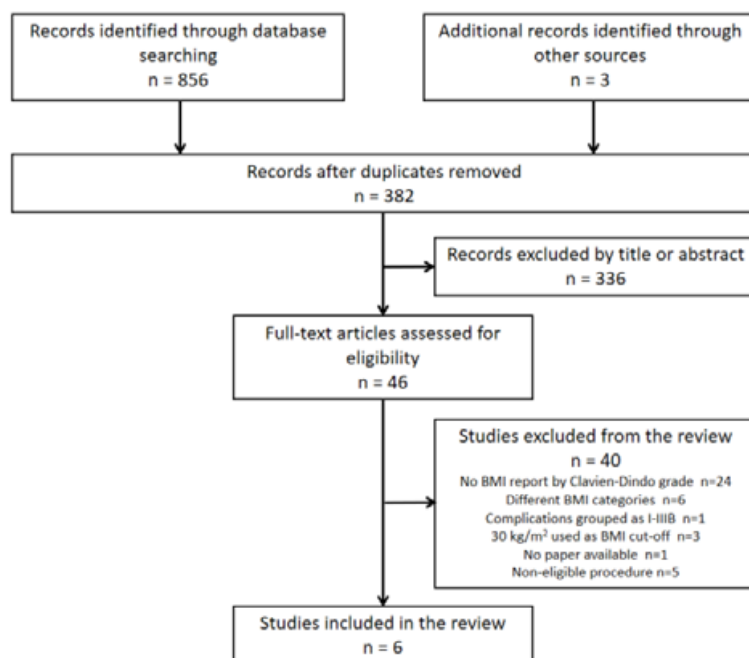 Records identified through database
searching
n = 856
Additional records identified through
other sources
n = 3
Records after duplicates removed
n = 382
Records excluded by title or abstract
n = 336
Full-text articles assessed for
eligibility
n = 46
Studies excluded from the review
n = 40
No BMI report by Clavien-Dindo grade n=24
Different BMI categories n=6
Complications grouped as I-IIIB n=1
30 kg/m² used as BMI cut-off n=3
No paper available n=1
Non-eligible procedure n=5
Studies included in the review
n = 6